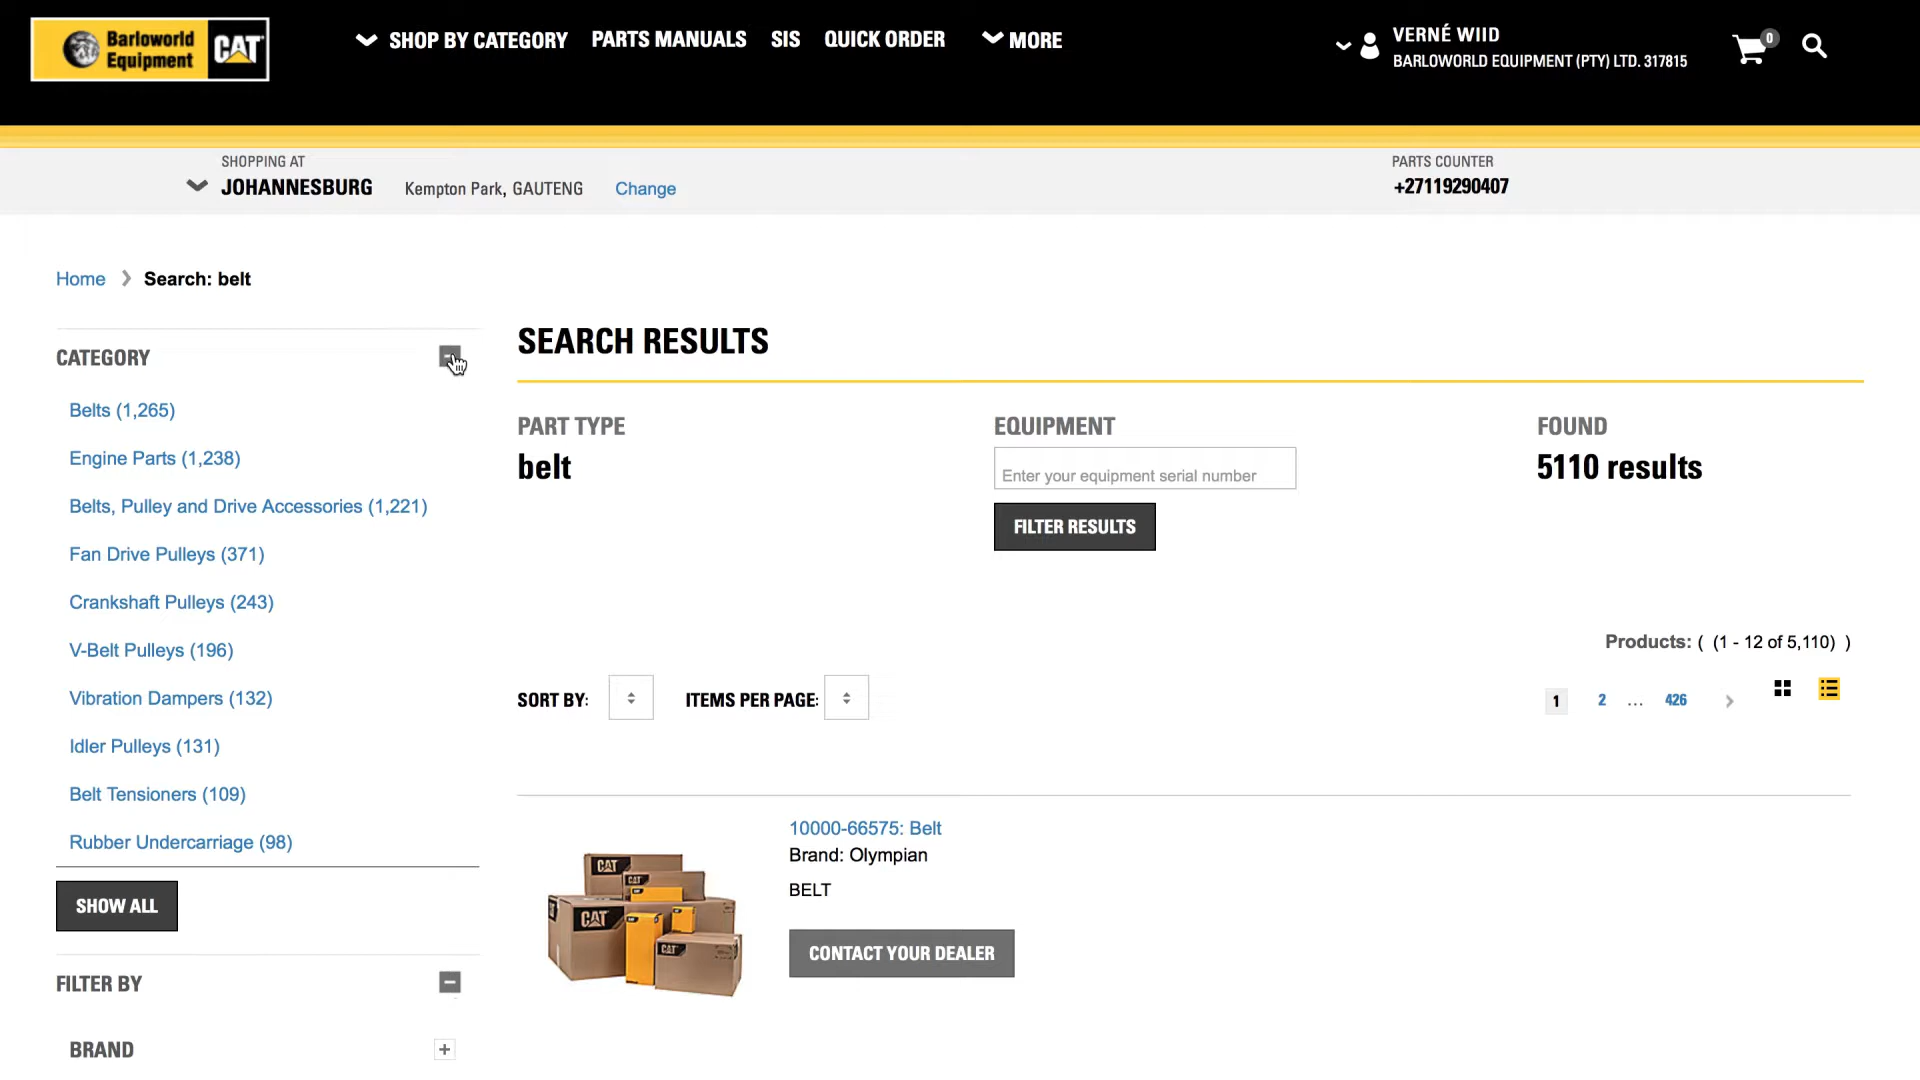 Barloworld
Equipment
CAT
SHOP BY CATEGORY
PARTS MANUALS
SIS
QUICK ORDER
MORE
VERNÉ WIID
BARLOWORLD EQUIPMENT (PTY) LTD. 317815
0
SHOPPING AT
JOHANNESBURG
Kempton Park, GAUTENG
Change
PARTS COUNTER
+27119290407
Home
Search: belt
CATEGORY
Belts (1,265)
Engine Parts (1,238)
Belts, Pulley and Drive Accessories (1,221)
Fan Drive Pulleys (371)
Crankshaft Pulleys (243)
V-Belt Pulleys (196)
Vibration Dampers (132)
Idler Pulleys (131)
Belt Tensioners (109)
Rubber Undercarriage (98)
SHOW ALL
FILTER BY
BRAND
SEARCH RESULTS
PART TYPE
belt
EQUIPMENT
Enter your equipment serial number
FILTER RESULTS
FOUND
5110 results
Products: ( (1 - 12 of 5,110) )
SORT BY:
ITEMS PER PAGE:
1 2 ... 426
CAT
CAT
CAT
CAT
10000-66575: Belt
Brand: Olympian
BELT
CONTACT YOUR DEALER